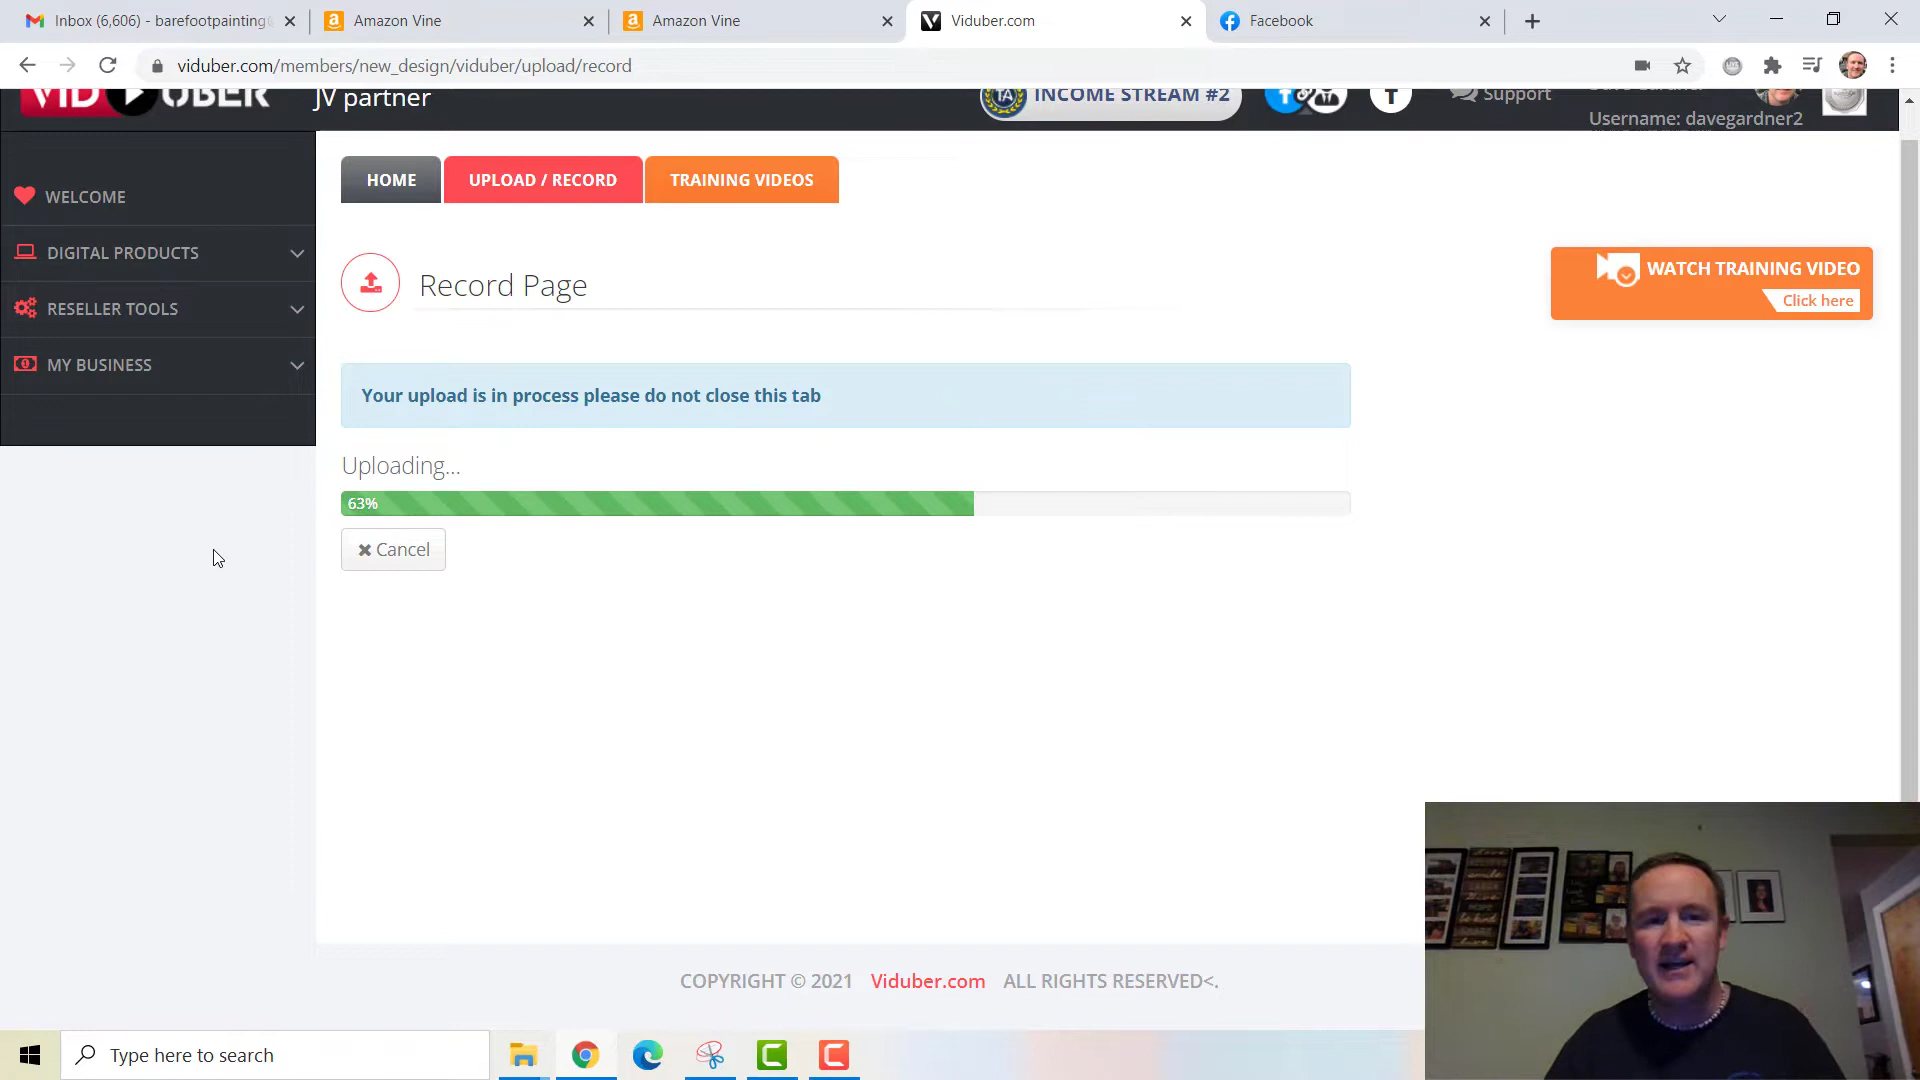 Inbox (6,606) - barefootpainting
Amazon Vine
Amazon Vine
Viduber.com
Facebook
viduber.com/members/new_design/viduber/upload/record
VIDUBER
JV partner
INCOME STREAM #2
Support
Username: davegardner2
WELCOME
DIGITAL PRODUCTS
RESELLER TOOLS
MY BUSINESS
HOME
UPLOAD / RECORD
TRAINING VIDEOS
Record Page
WATCH TRAINING VIDEO
Click here
Your upload is in process please do not close this tab
Uploading...
63%
Cancel
COPYRIGHT © 2021 Viduber.com ALL RIGHTS RESERVED<.
Type here to search